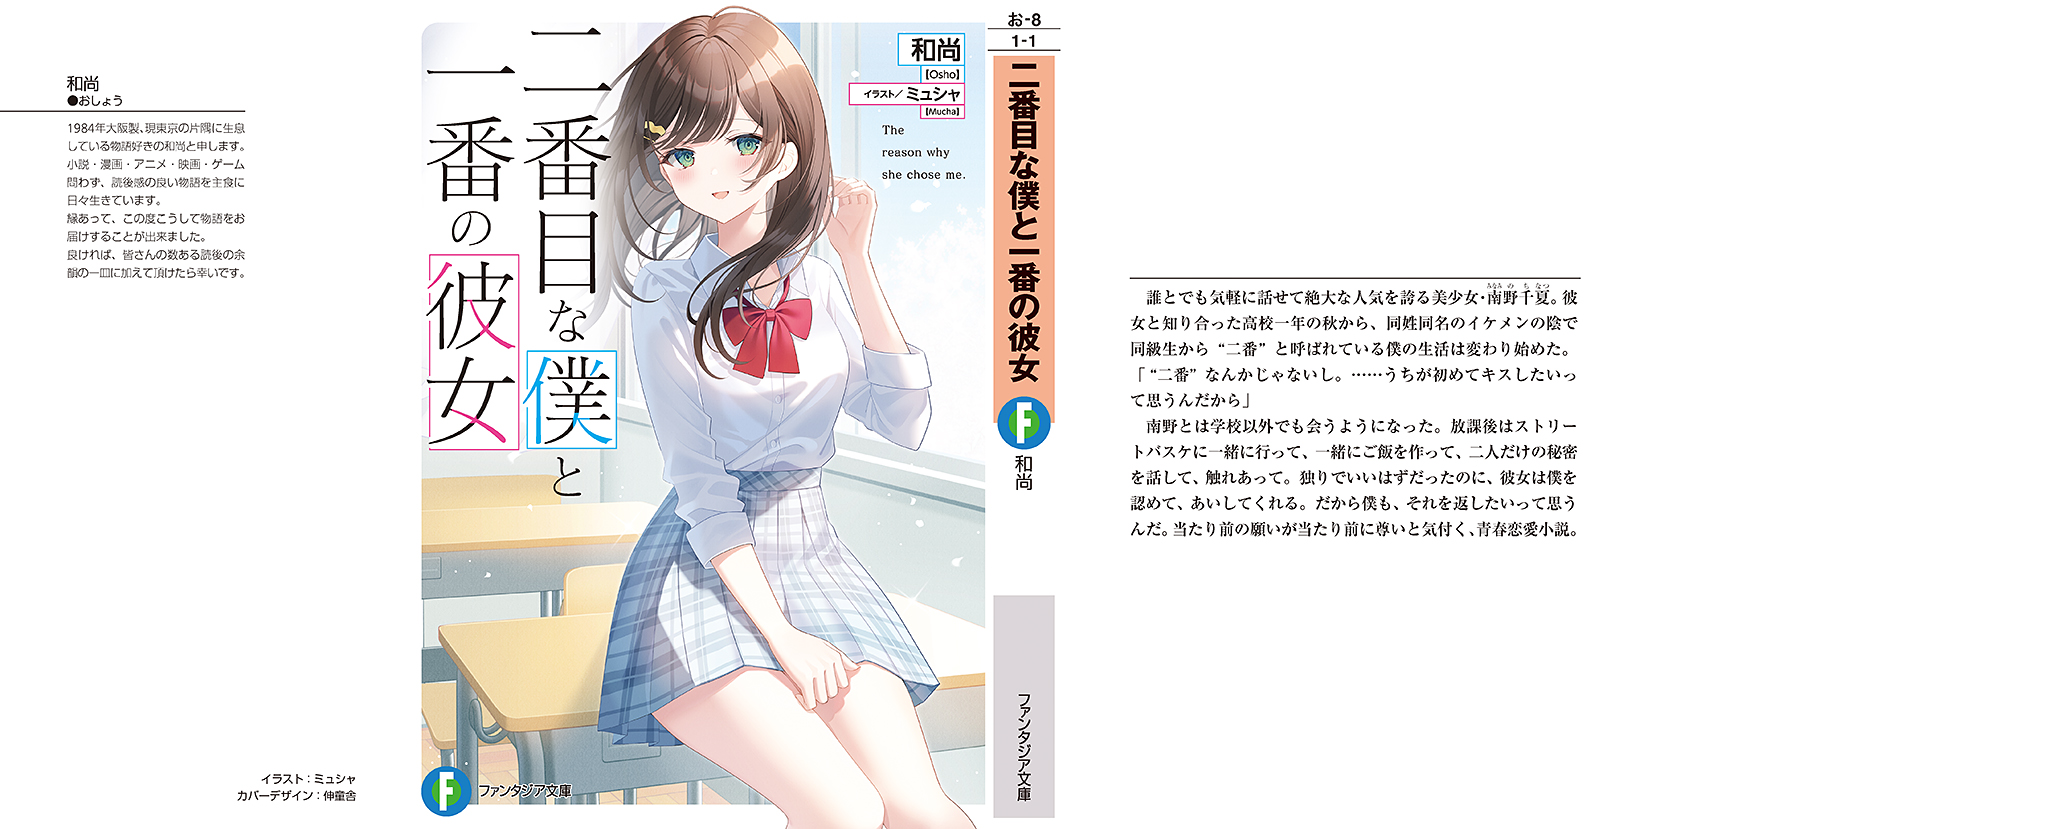 和尚
●おしょう
1984年大阪製、現東京の片隅に生息
している物語好きの和尚と申します。
小説・漫画・アニメ・映画・ゲーム
問わず、読後感の良い物語を主食に
日々生きています。
縁あって、この度こうして物語をお
届けすることが出来ました。
良ければ、皆さんの数ある読後の余
韻の一皿に加えて頂けたら幸いです。
イラスト：ミュシャ
カバーデザイン：伸童舎
二番目な僕と
一番の彼女
和尚
[Osho]
イラスト／ミュシャ
[Mucha]
The
reason why
she chose me.
F
ファンタジア文庫
お-8
1-1
二番目な僕と一番の彼女
F
和尚
ファンタジア文庫
みなみ の ち なつ
誰とでも気軽に話せて絶大な人気を誇る美少女・南野千夏。彼
女と知り合った高校一年の秋から、同姓同名のイケメンの陰で
同級生から“二番”と呼ばれている僕の生活は変わり始めた。
「“二番”なんかじゃないし。……うちが初めてキスしたいっ
て思うんだから」
南野とは学校以外でも会うようになった。放課後はストリー
トバスケに一緒に行って、一緒にご飯を作って、二人だけの秘密
を話して、触れあって。独りでいいはずだったのに、彼女は僕を
認めて、あいしてくれる。だから僕も、それを返したいって思う
んだ。当たり前の願いが当たり前に尊いと気付く、青春恋愛小説。